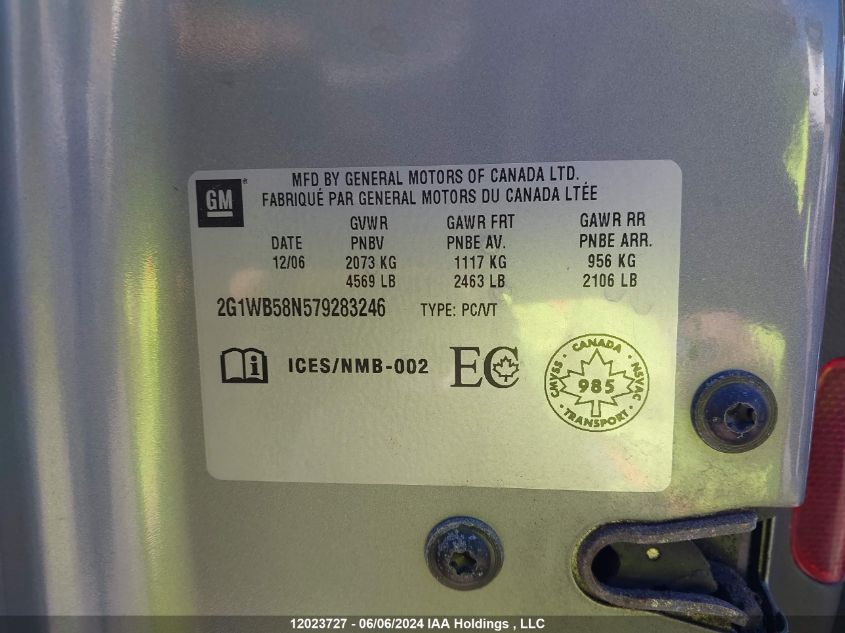 GM
MFD BY GENERAL MOTORS OF CANADA LTD.
FABRIQUÉ PAR GENERAL MOTORS DU CANADA LTÉE
GVWR GAWR FRT GAWR RR
DATE PNBV PNBE AV. PNBE ARR.
12/06 2073 KG 1117 KG 956 KG
4569 LB 2463 LB 2106 LB
2G1WB58N579283246 TYPE: PC/VT
i ICES/NMB-002 EC
· CANADA ·
CMVSS 985 NSVAC
· TRANSPORT ·
12023727 - 06/06/2024 IAA Holdings , LLC